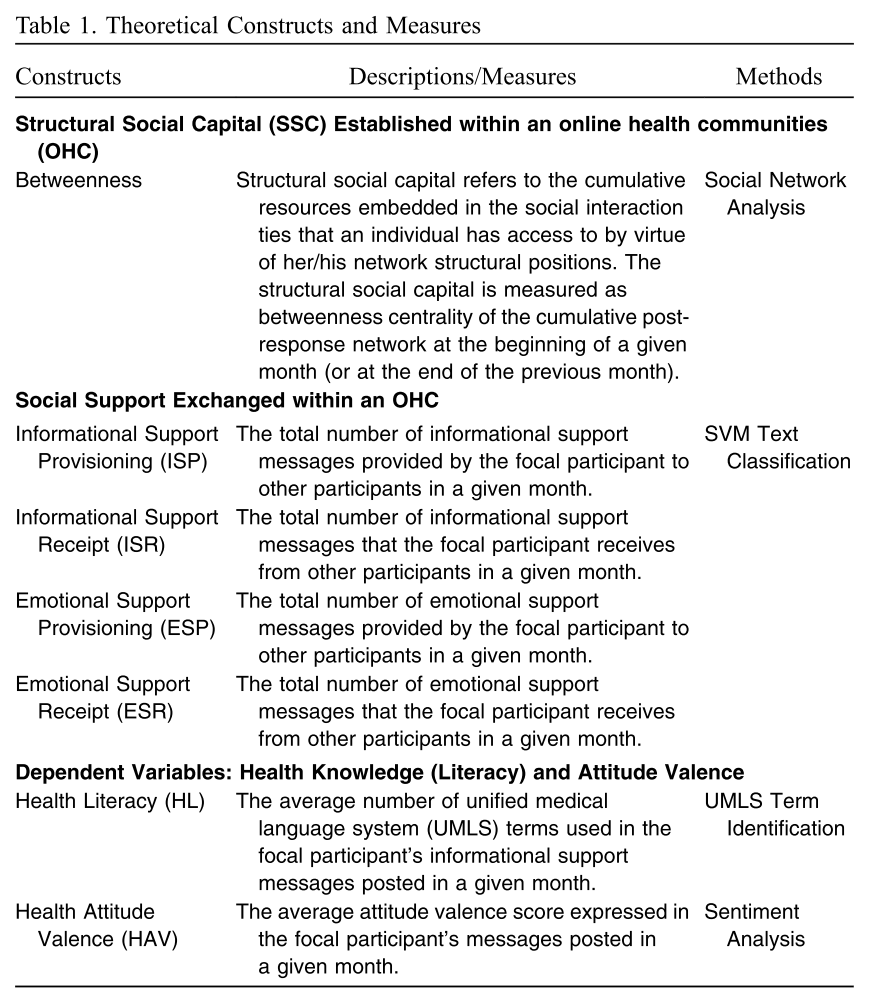 Table 1. Theoretical Constructs and Measures
Constructs Descriptions/Measures Methods
Structural Social Capital (SSC) Established within an online health communities
(OHC)
Betweenness Structural social capital refers to the cumulative Social Network
resources embedded in the social interaction Analysis
ties that an individual has access to by virtue
of her/his network structural positions. The
structural social capital is measured as
betweenness centrality of the cumulative post-
response network at the beginning of a given
month (or at the end of the previous month).
Social Support Exchanged within an OHC
Informational Support The total number of informational support SVM Text
Provisioning (ISP) messages provided by the focal participant to Classification
other participants in a given month.
Informational Support The total number of informational support
Receipt (ISR) messages that the focal participant receives
from other participants in a given month.
Emotional Support The total number of emotional support
Provisioning (ESP) messages provided by the focal participant to
other participants in a given month.
Emotional Support The total number of emotional support
Receipt (ESR) messages that the focal participant receives
from other participants in a given month.
Dependent Variables: Health Knowledge (Literacy) and Attitude Valence
Health Literacy (HL) The average number of unified medical UMLS Term
language system (UMLS) terms used in the Identification
focal participant's informational support
messages posted in a given month.
Health Attitude The average attitude valence score expressed in Sentiment
Valence (HAV) the focal participant's messages posted in Analysis
a given month.